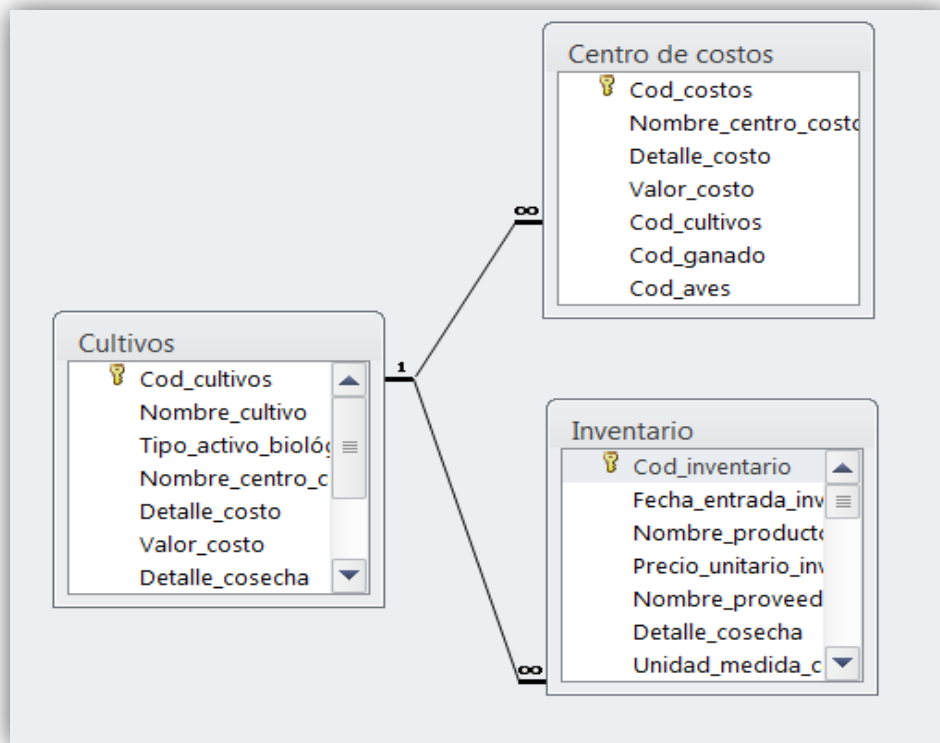 Centro de costos
Cod_costos
Nombre_centro_costo
Detalle_costo
Valor_costo
Cod_cultivos
Cod_ganado
Cod_aves
∞
1
∞
Cultivos
Cod_cultivos
Nombre_cultivo
Tipo_activo_bioló
Nombre_centro_c
Detalle_costo
Valor_costo
Detalle_cosecha
Inventario
Cod_inventario
Fecha_entrada_inv
Nombre_producto
Precio_unitario_inv
Nombre_proveed
Detalle_cosecha
Unidad_medida_c